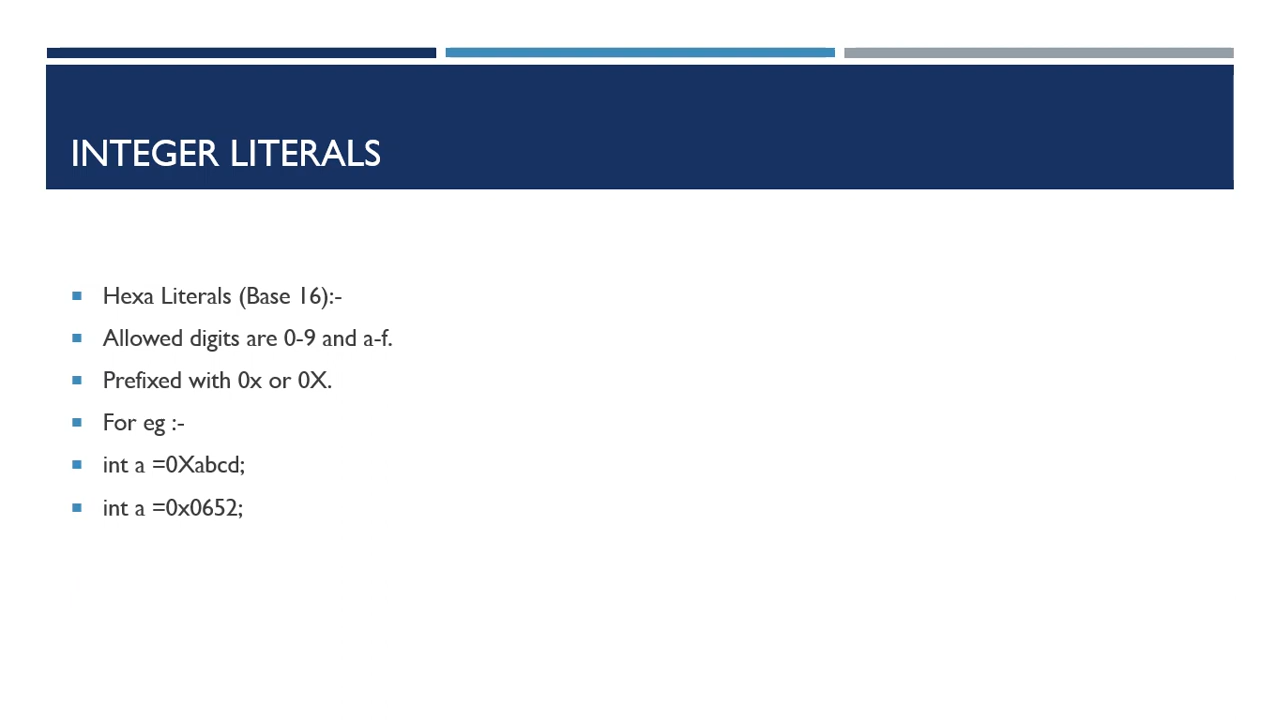 INTEGER LITERALS
Hexa Literals (Base 16):-
Allowed digits are 0-9 and a-f.
Prefixed with 0x or 0X.
For eg :-
int a =0Xabcd;
int a =0x0652;